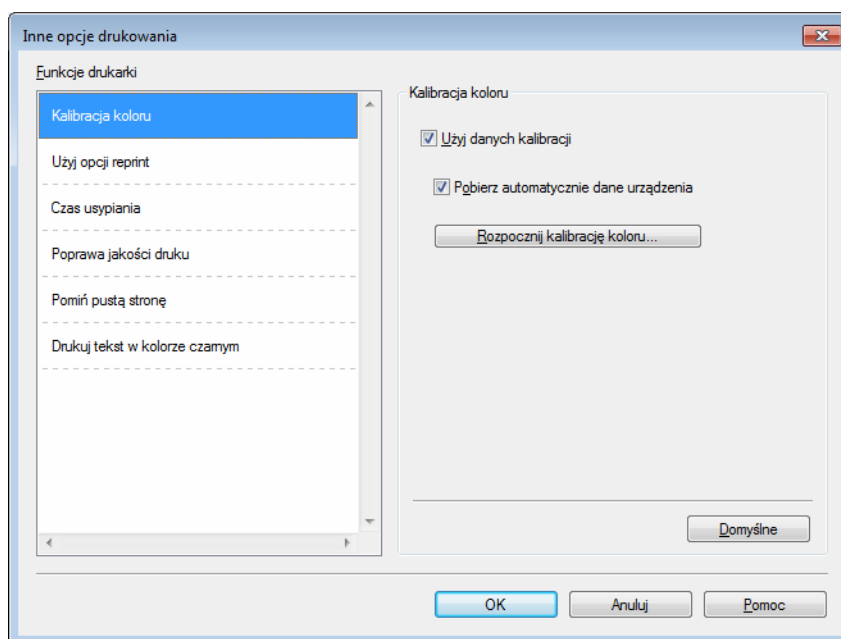 Inne opcje drukowania
Funkcje drukarki
Kalibracja koloru
Użyj opcji reprint
Czas usypiania
Poprawa jakości druku
Pomiń pustą stronę
Drukuj tekst w kolorze czarnym
Kalibracja koloru
Użyj danych kalibracji
Pobierz automatycznie dane urządzenia
Rozpocznij kalibrację koloru...
Domyślne
OK
Anuluj
Pomoc